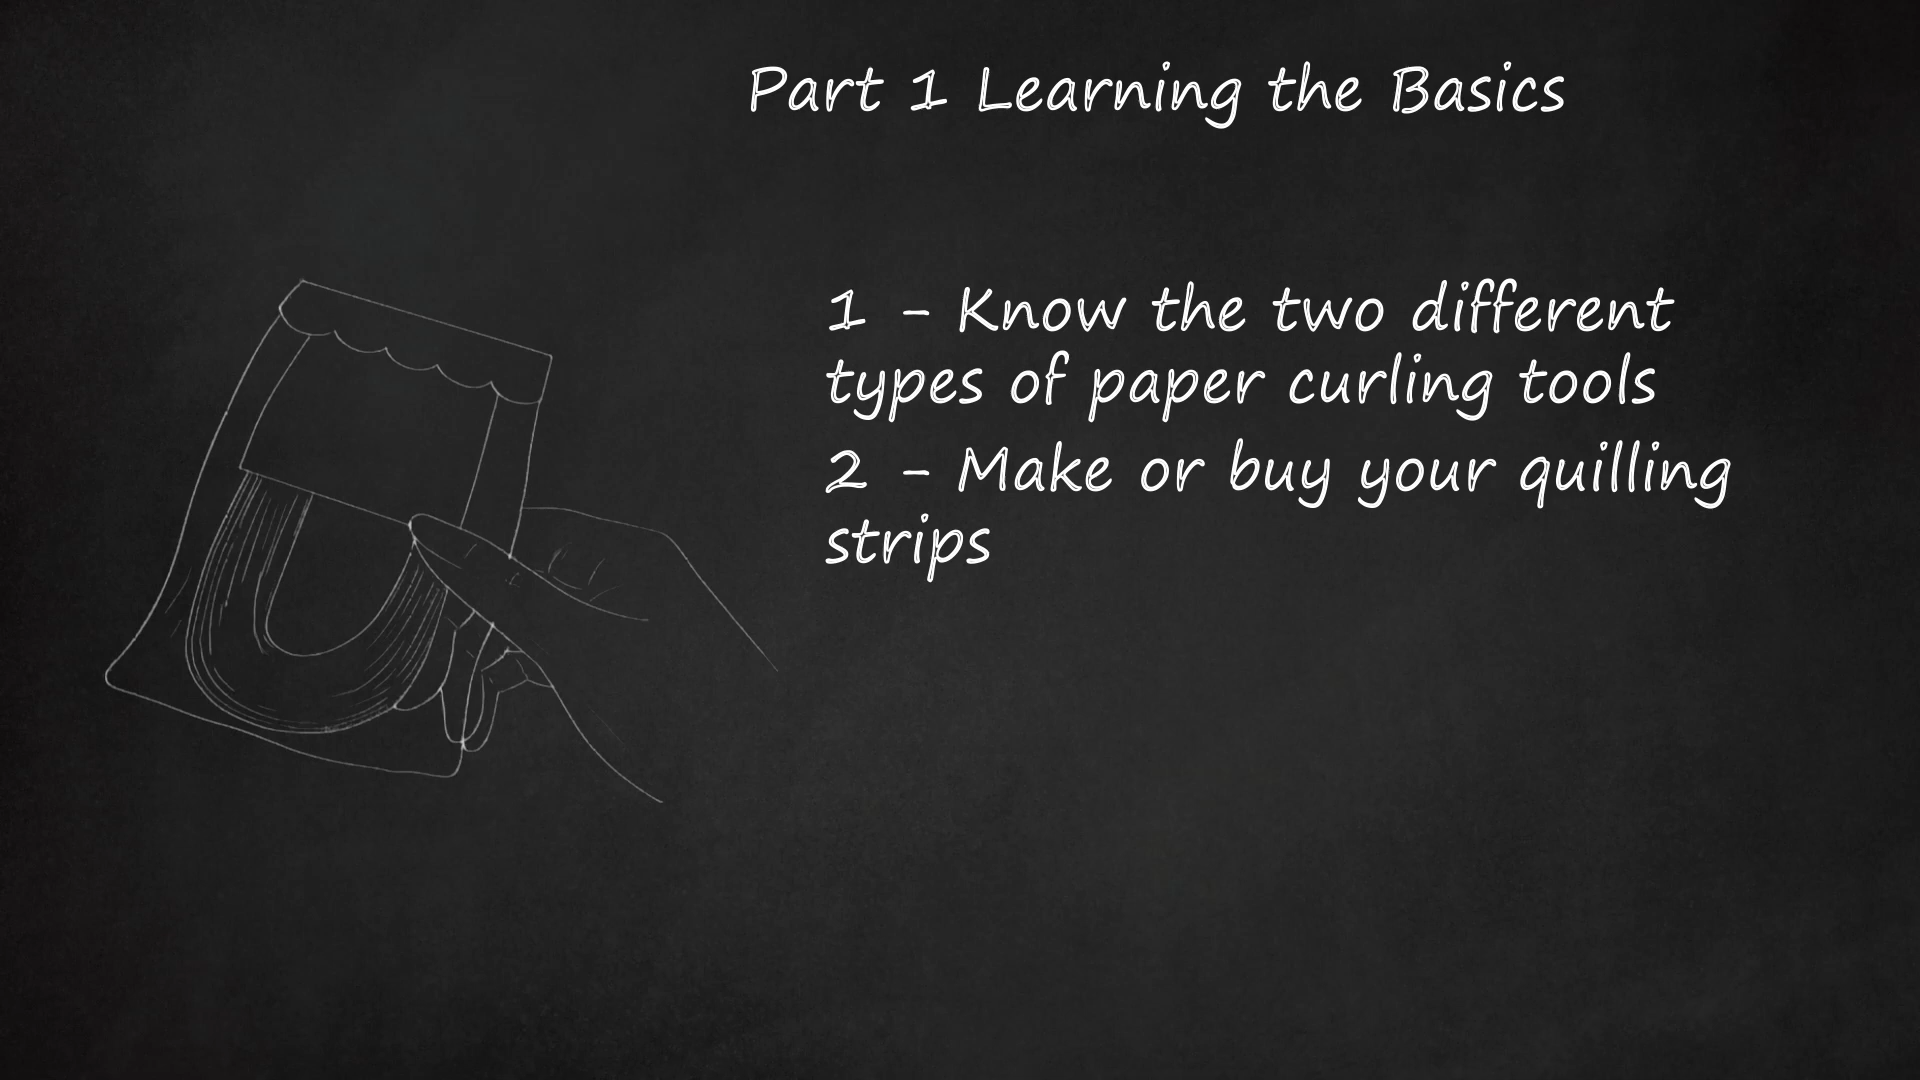 Part 1 Learning the Basics
1 - Know the two different
types of paper curling tools
2 - Make or buy your quilling
strips